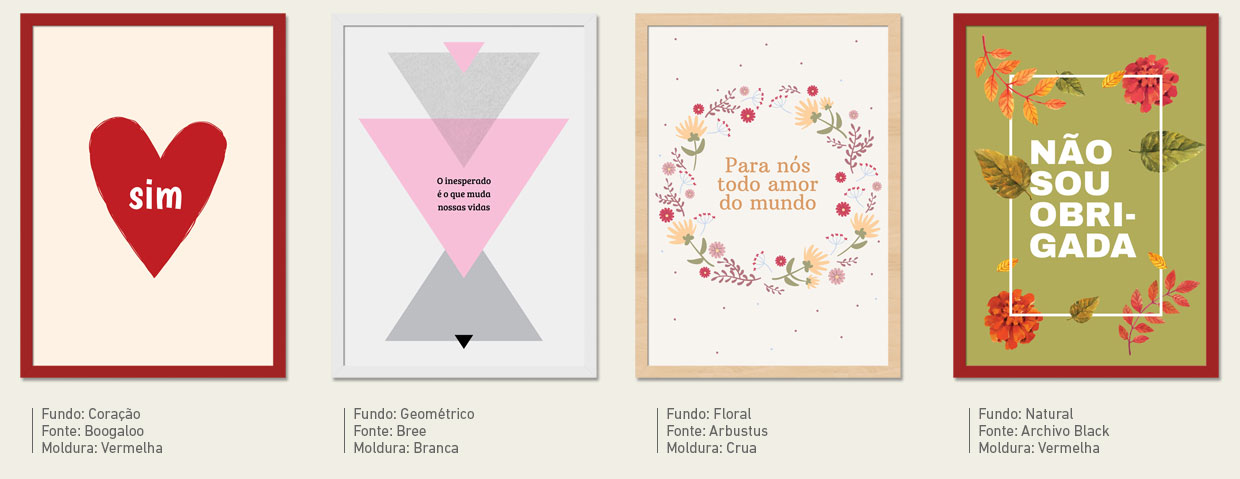 sim
O inesperado
é o que muda
nossas vidas
Para nós
todo amor
do mundo
NÃO
SOU
OBRI-
GADA
Fundo: Coração
Fonte: Boogaloo
Moldura: Vermelha
Fundo: Geométrico
Fonte: Bree
Moldura: Branca
Fundo: Floral
Fonte: Arbustus
Moldura: Crua
Fundo: Natural
Fonte: Archivo Black
Moldura: Vermelha